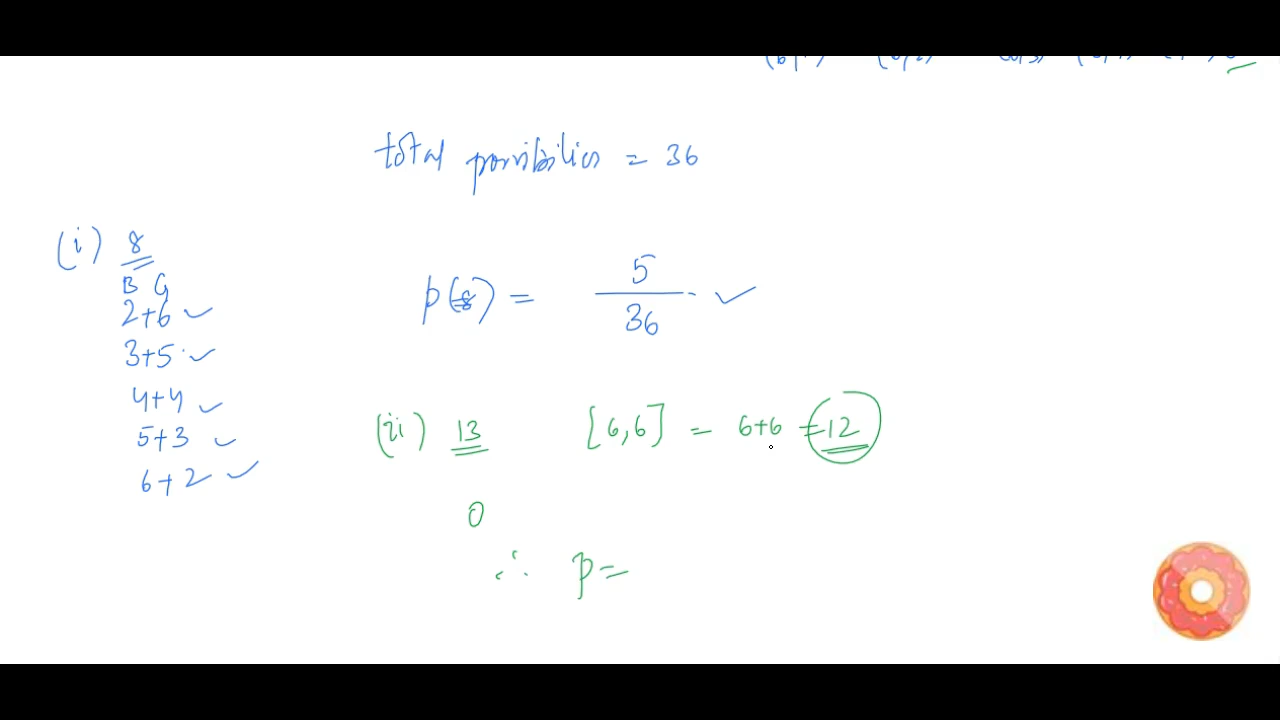 total possibilies = 36
(i) 8
B G
2+6 ✓
3+5 ✓
4+4 ✓
5+3 ✓
6+2 ✓
p(8) = 5/36 ✓
(ii) 13 [6,6] = 6+6 = 12
0
∴ p=